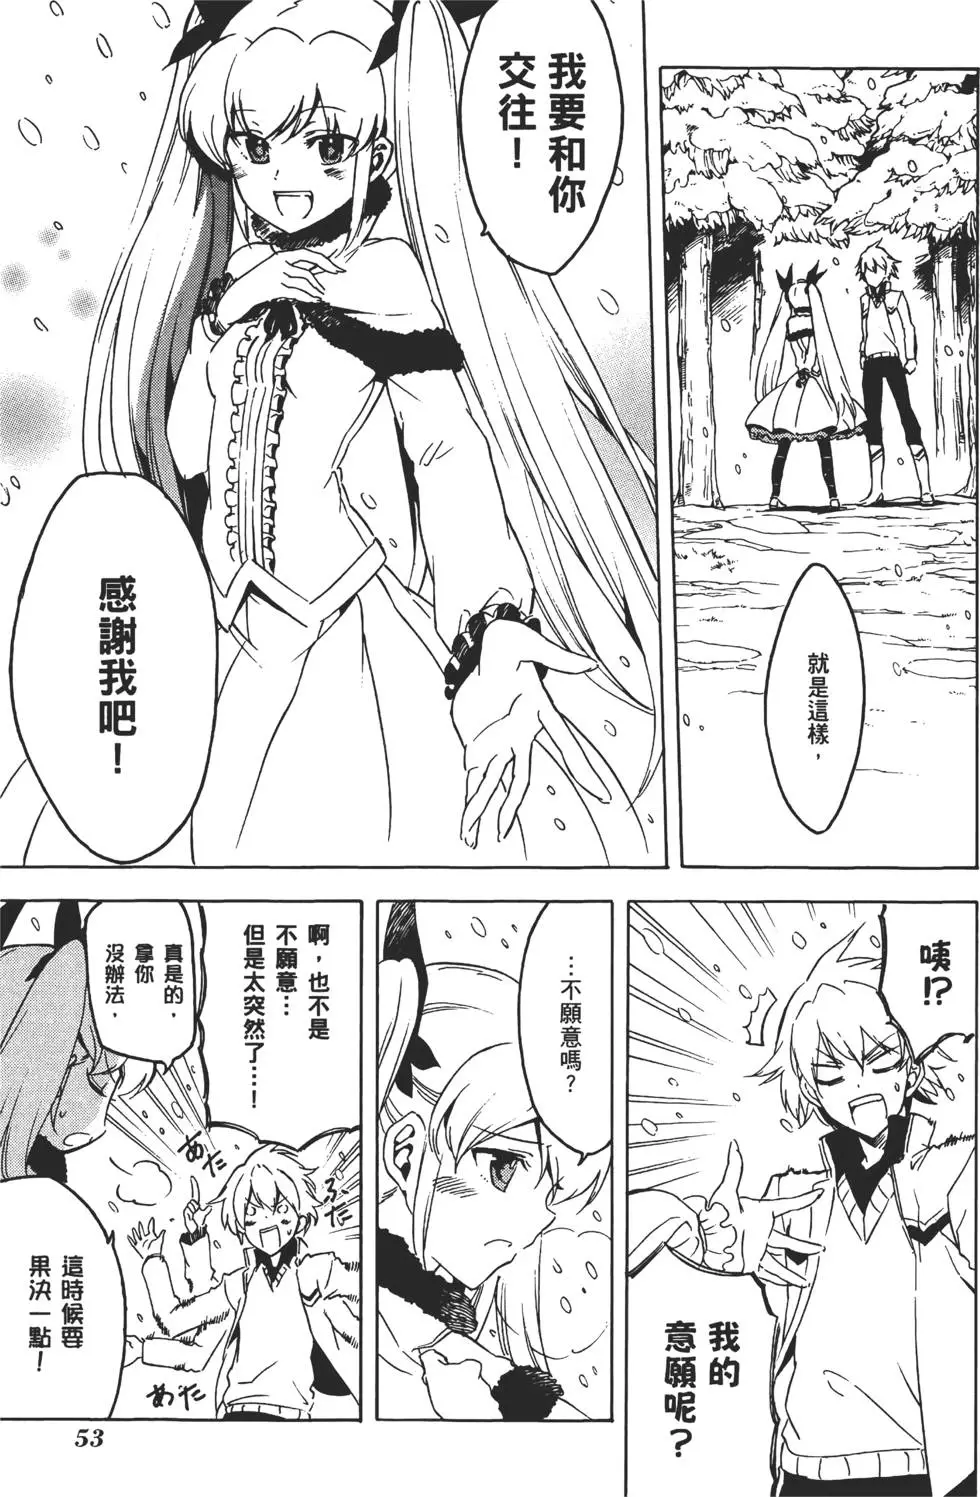 就是這樣，
我要和你
交往！
感謝我吧！
咦!?
我的
意願呢？
…不願意嗎？
啊，也不是
不願意…
但是太突然了…！
あた
ふた
あた
真是的，
拿你
沒辦法，
這時候要
果決一點！
53